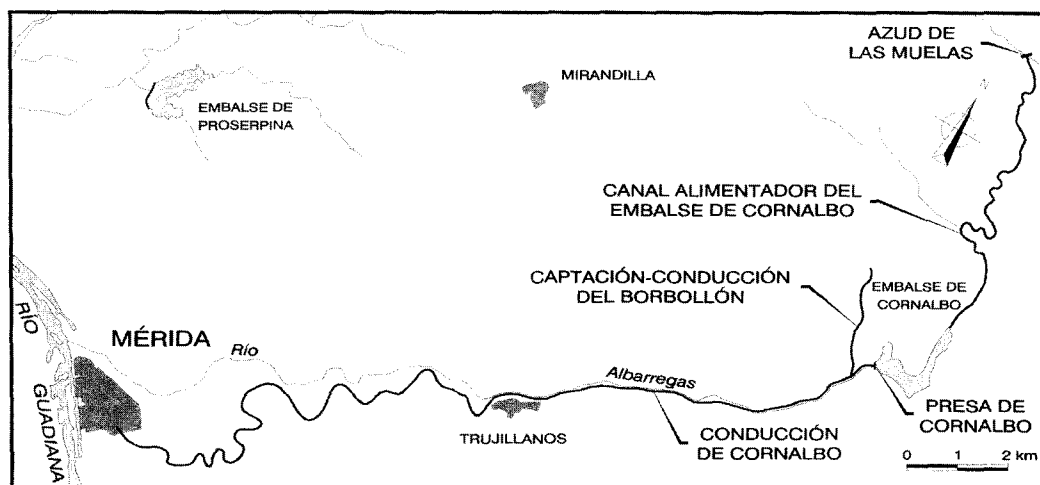 AZUD DE
LAS MUELAS
MIRANDILLA
EMBALSE DE
PROSERPINA
N
CANAL ALIMENTADOR DEL
EMBALSE DE CORNALBO
CAPTACIÓN-CONDUCCIÓN
DEL BORBOLLÓN
EMBALSE DE
CORNALBO
RÍO
GUADIANA
MÉRIDA
Río
Albarregas
TRUJILLANOS
CONDUCCIÓN
DE CORNALBO
PRESA DE
CORNALBO
0 1 2 km